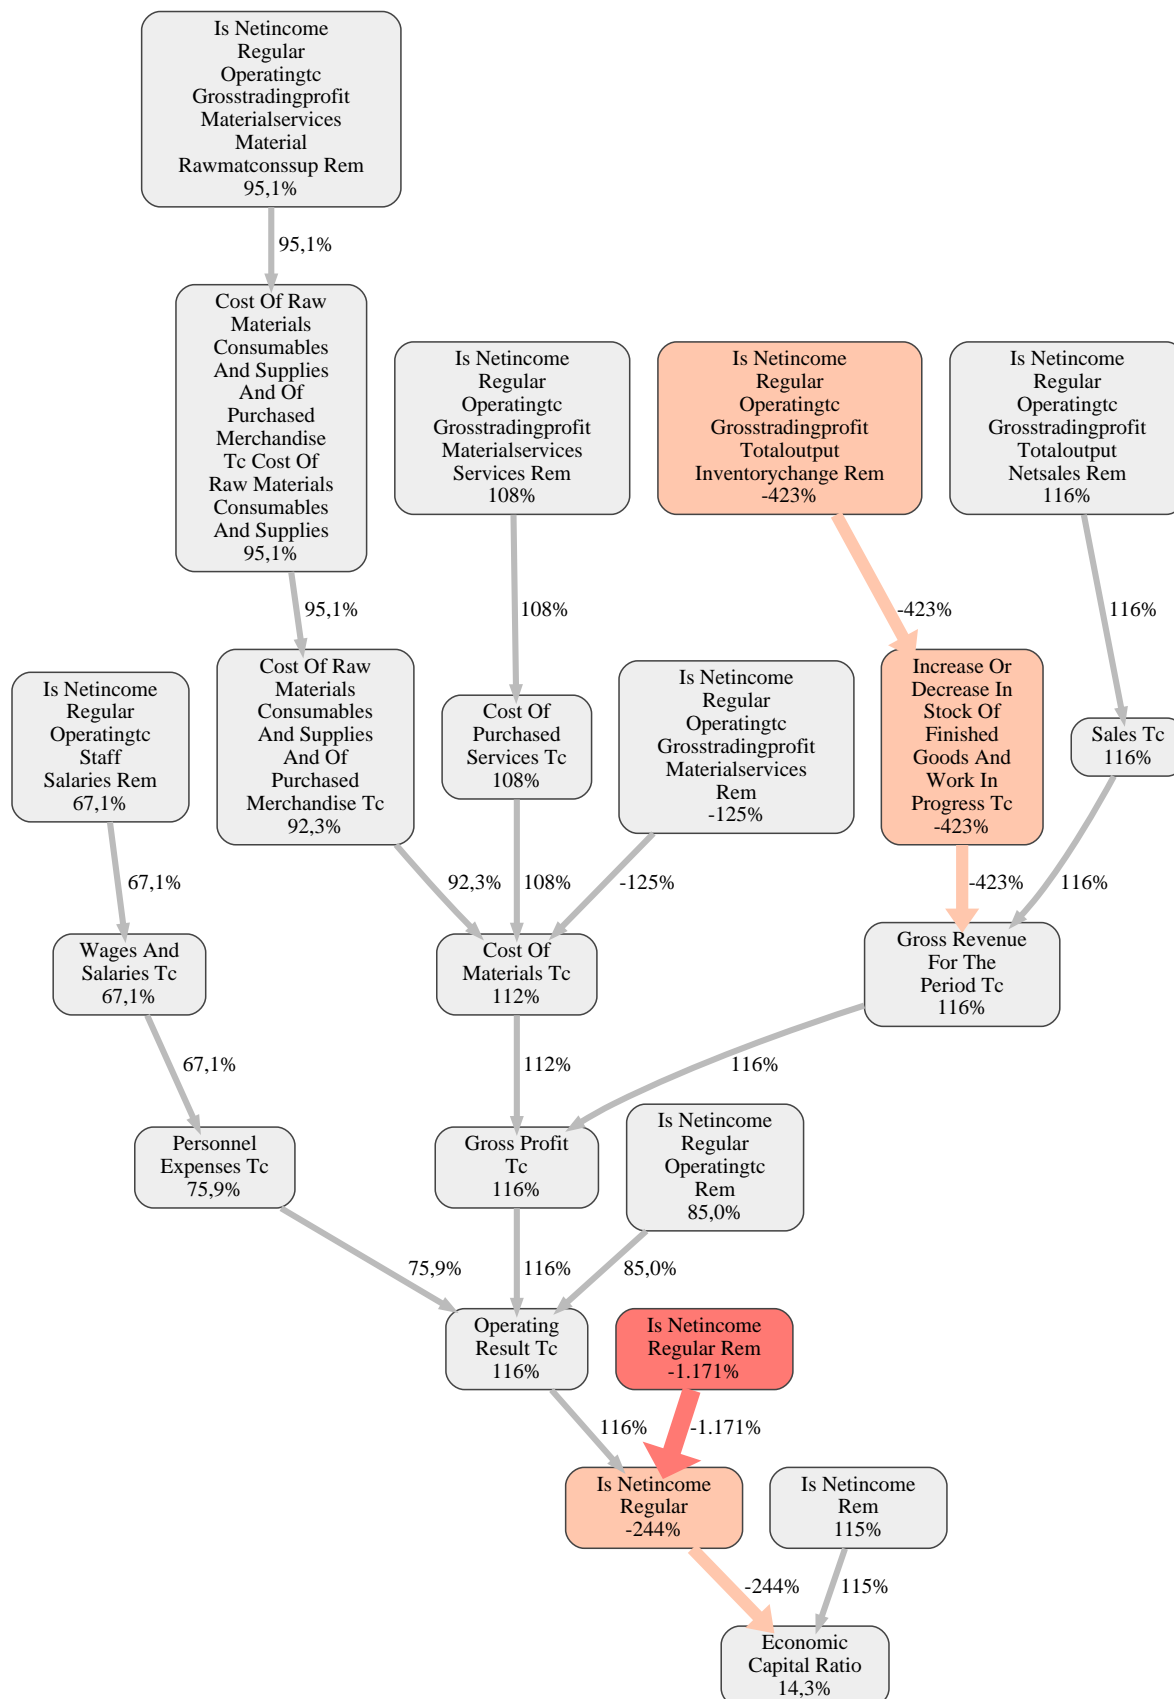 Is Netincome
Regular
Operatingtc
Grosstradingprofit
Materialservices
Material
Rawmatconssup Rem
95,1%
95,1%
Cost Of Raw
Materials
Consumables
And Supplies
And Of
Purchased
Merchandise
Tc Cost Of
Raw Materials
Consumables
And Supplies
95,1%
Is Netincome
Regular
Operatingtc
Grosstradingprofit
Materialservices
Services Rem
108%
Is Netincome
Regular
Operatingtc
Grosstradingprofit
Totaloutput
Inventorychange Rem
-423%
Is Netincome
Regular
Operatingtc
Grosstradingprofit
Totaloutput
Netsales Rem
116%
95,1%
108%
-423%
116%
Is Netincome
Regular
Operatingtc
Staff
Salaries Rem
67,1%
Cost Of Raw
Materials
Consumables
And Supplies
And Of
Purchased
Merchandise Tc
92,3%
Cost Of
Purchased
Services Tc
108%
Is Netincome
Regular
Operatingtc
Grosstradingprofit
Materialservices
Rem
-125%
Increase Or
Decrease In
Stock Of
Finished
Goods And
Work In
Progress Tc
-423%
Sales Tc
116%
67,1%
92,3%
108%
-125%
-423%
116%
Wages And
Salaries Tc
67,1%
Cost Of
Materials Tc
112%
Gross Revenue
For The
Period Tc
116%
67,1%
112%
116%
Personnel
Expenses Tc
75,9%
Gross Profit
Tc
116%
Is Netincome
Regular
Operatingtc
Rem
85,0%
75,9%
116%
85,0%
Operating
Result Tc
116%
Is Netincome
Regular Rem
-1.171%
116%
-1.171%
Is Netincome
Regular
-244%
Is Netincome
Rem
115%
-244%
115%
Economic
Capital Ratio
14,3%